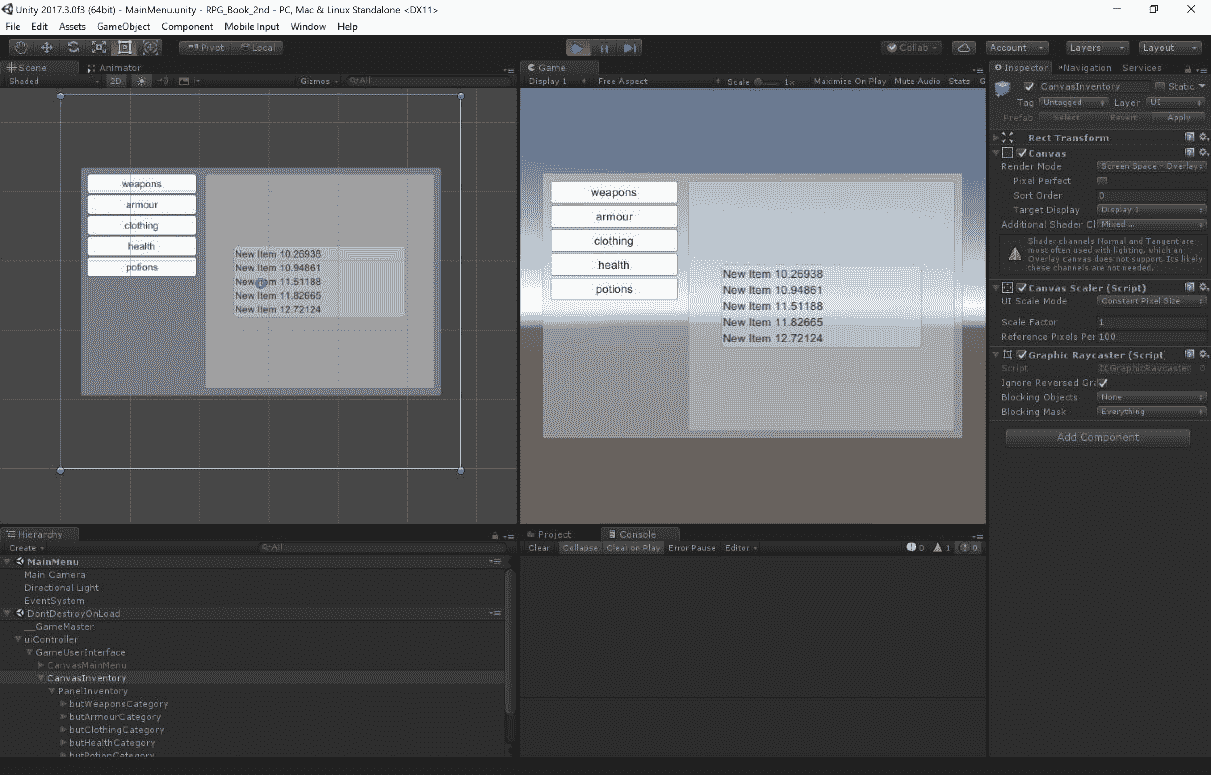 Unity 2017.3.0f3 (64bit) - MainMenu.unity - RPG_Book_2nd - PC, Mac & Linux Standalone <DX11>
File Edit Assets GameObject Component Mobile Input Window Help
Pivot Local Collab Account Layers Layout
Scene Animator
Shaded 2D Gizmos All
weapons
armour
clothing
health
potions
New Item 10.26938
New Item 10.94861
New Item 11.51188
New Item 11.82665
New Item 12.72124
Game
Display 1 Free Aspect Scale 1x Maximize On Play Mute Audio Stats G
weapons
armour
clothing
health
potions
New Item 10.26938
New Item 10.94861
New Item 11.51188
New Item 11.82665
New Item 12.72124
Inspector Navigation Services
CanvasInventory Static
Tag Untagged Layer UI
Prefab Select Revert Apply
Rect Transform
Canvas
Render Mode Screen Space - Overlay
Pixel Perfect
Sort Order 0
Target Display Display 1
Additional Shader Cl Mixed ...
Shader channels Normal and Tangent are
most often used with lighting, which an
Overlay canvas does not support. Its likely
these channels are not needed.
Canvas Scaler (Script)
UI Scale Mode Constant Pixel Size
Scale Factor 1
Reference Pixels Per 100
Graphic Raycaster (Script)
Script GraphicRaycaster
Ignore Reversed Gra
Blocking Objects None
Blocking Mask Everything
Add Component
Hierarchy
Create All
MainMenu
Main Camera
Directional Light
EventSystem
DontDestroyOnLoad
__GameMaster
uiController
GameUserInterface
CanvasMainMenu
CanvasInventory
PanelInventory
butWeaponsCategory
butArmourCategory
butClothingCategory
butHealthCategory
butPotionCategory
Project Console
Clear Collapse Clear on Play Error Pause Editor 0 1 0